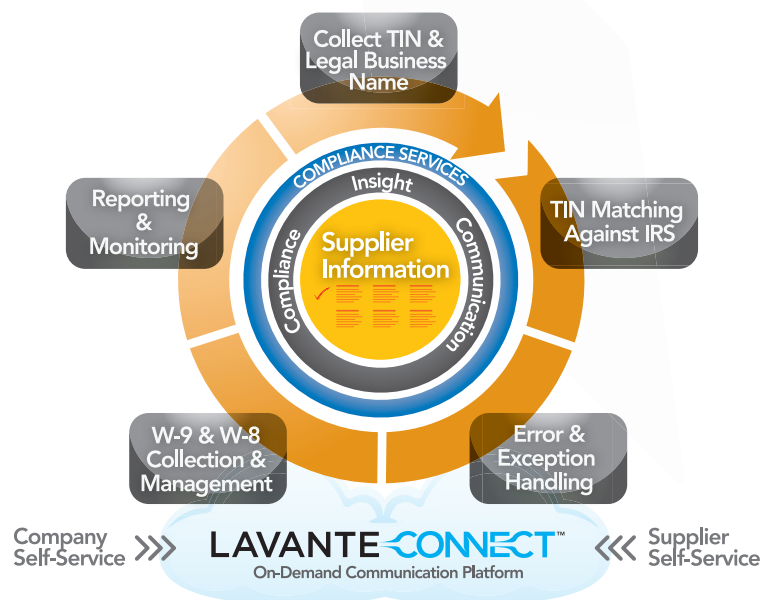 Collect TIN &
Legal Business
Name
COMPLIANCE SERVICES
Insight
Compliance
Communication
Supplier
Information
Reporting
&
Monitoring
TIN Matching
Against IRS
W-9 & W-8
Collection &
Management
Error &
Exception
Handling
Company
Self-Service
LAVANTE CONNECT™
On-Demand Communication Platform
Supplier
Self-Service